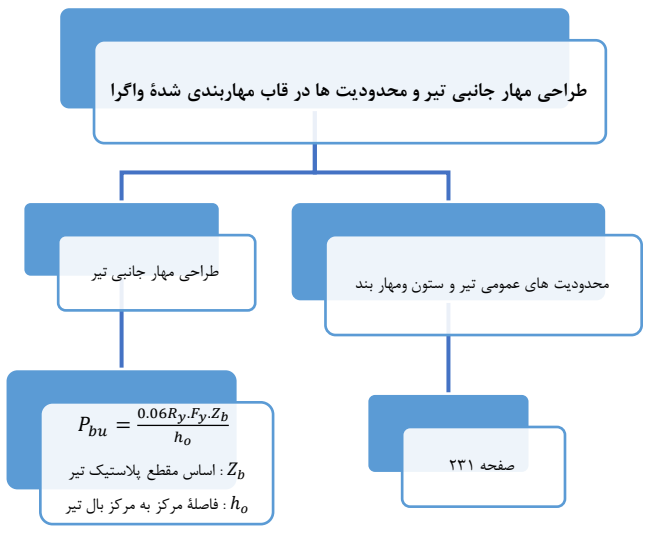 طراحی مهار جانبی تیر و محدودیت ها در قاب مهاربندی شدۀ واگرا
محدودیت های عمومی تیر و ستون ومهار بند
صفحه ۲۳۱
طراحی مهار جانبی تیر
P_{bu} = \frac{0.06R_y.F_y.Z_b}{h_o}
Z_b : اساس مقطع پلاستیک تیر
h_o : فاصلۀ مرکز به مرکز بال تیر